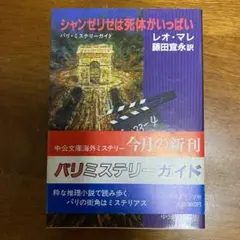 シャンゼリゼは死体がいっぱい
パリ・ミステリーガイド
レオ・マレ
藤田宜永訳
23-4
中公文庫海外ミステリー
今月の新刊
パリミステリーガイド
粋な推理小説で読み歩く
パリの街角はミステリアス